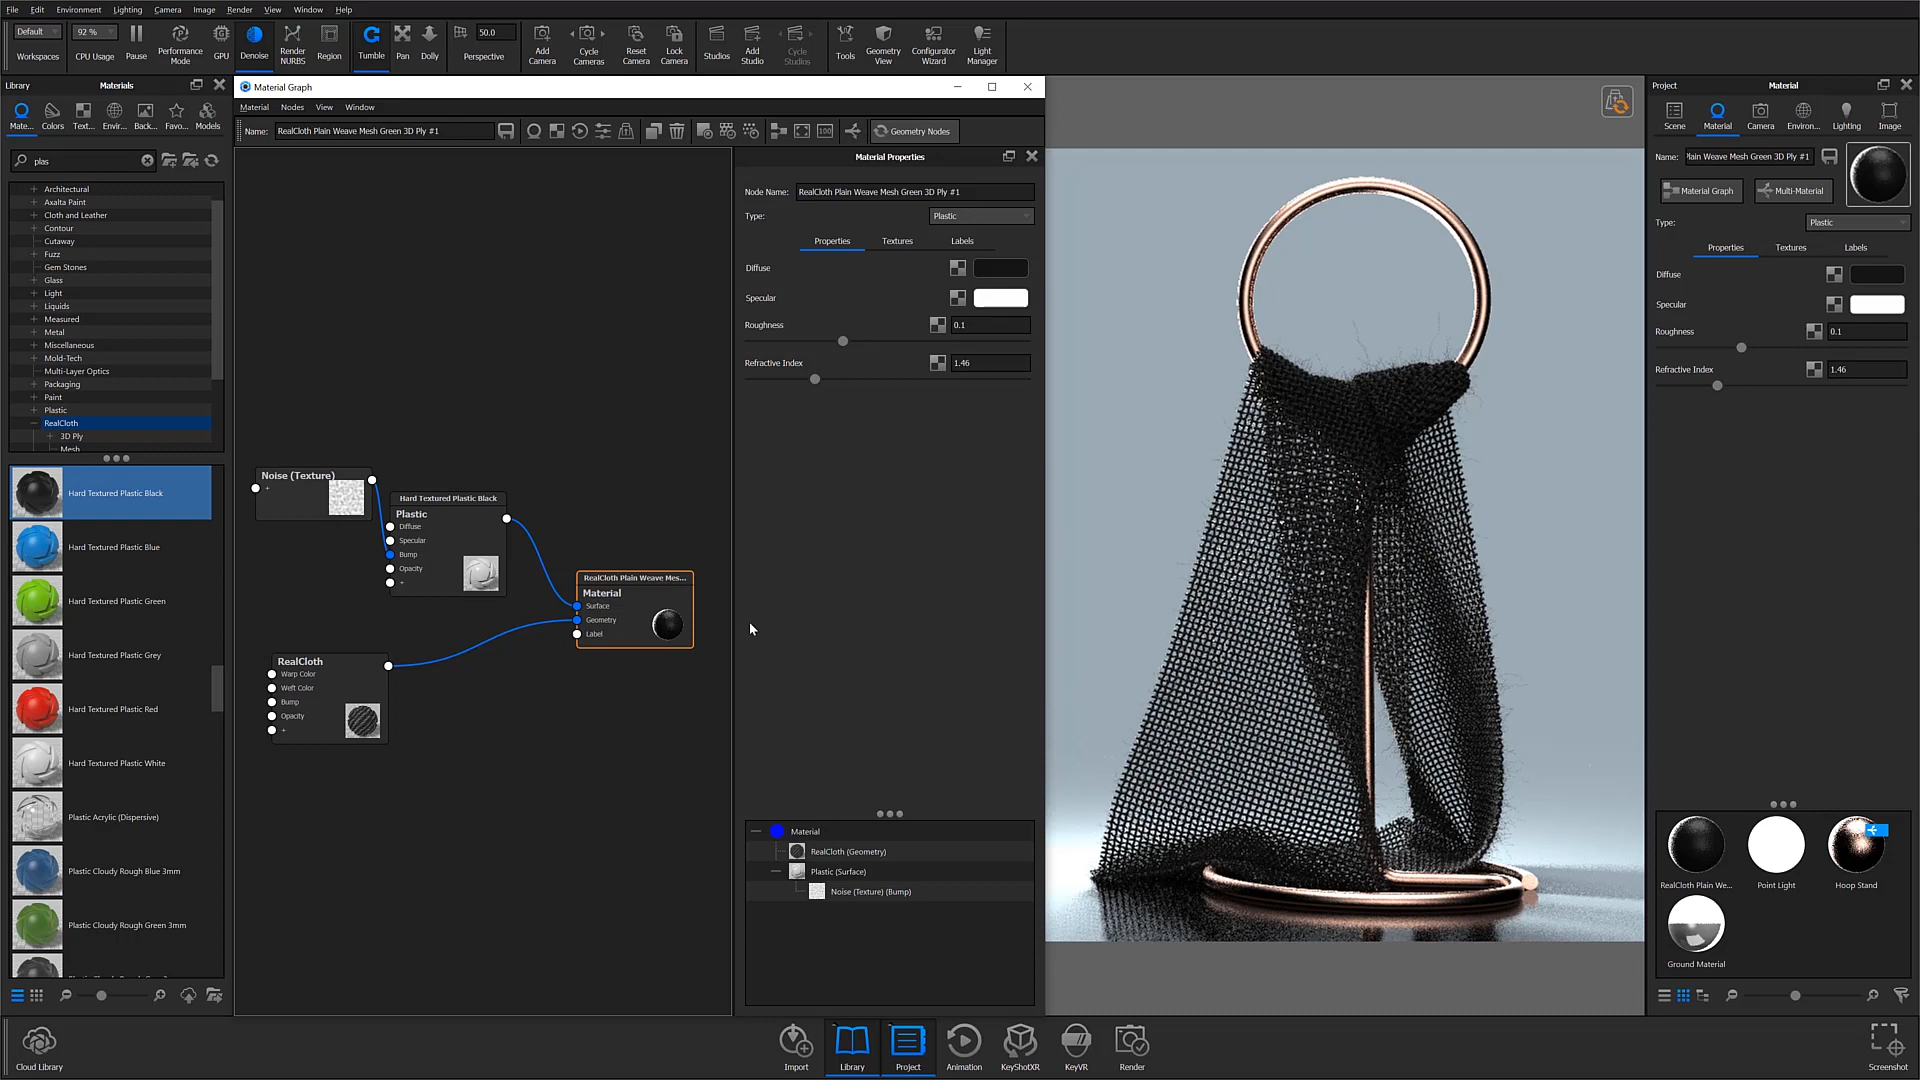 File Edit Environment Lighting Camera Image Render View Window Help
Default 92 % 50.0
Workspaces CPU Usage Pause Performance Mode GPU Denoise Render NURBS Region Tumble Pan Dolly Perspective Add Camera Cycle Cameras Reset Camera Lock Camera Studios Add Studio Cycle Studios Tools Geometry View Configurator Wizard Light Manager
Library Materials
Mate... Colors Text... Envir... Back... Favo... Models
plas
Architectural
Axalta Paint
Cloth and Leather
Contour
Cutaway
Fuzz
Gem Stones
Glass
Light
Liquids
Measured
Metal
Miscellaneous
Mold-Tech
Multi-Layer Optics
Packaging
Paint
Plastic
RealCloth
3D Ply
Mesh
Hard Textured Plastic Black
Hard Textured Plastic Blue
Hard Textured Plastic Green
Hard Textured Plastic Grey
Hard Textured Plastic Red
Hard Textured Plastic White
Plastic Acrylic (Dispersive)
Plastic Cloudy Rough Blue 3mm
Plastic Cloudy Rough Green 3mm
Material Graph
Material Nodes View Window
Name: RealCloth Plain Weave Mesh Green 3D Ply #1 100 Geometry Nodes
Noise (Texture)
+
Hard Textured Plastic Black
Plastic
Diffuse
Specular
Bump
Opacity
+
RealCloth Plain Weave Mes...
Material
Surface
Geometry
Label
RealCloth
Warp Color
Weft Color
Bump
Opacity
+
Material Properties
Node Name: RealCloth Plain Weave Mesh Green 3D Ply #1
Type: Plastic
Properties Textures Labels
Diffuse
Specular
Roughness 0.1
Refractive Index 1.46
Material
RealCloth (Geometry)
Plastic (Surface)
Noise (Texture) (Bump)
Project Material
Scene Material Camera Environ... Lighting Image
Name: Plain Weave Mesh Green 3D Ply #1
Material Graph Multi-Material
Type: Plastic
Properties Textures Labels
Diffuse
Specular
Roughness 0.1
Refractive Index 1.46
RealCloth Plain We... Point Light Hoop Stand
Ground Material
Cloud Library Import Library Project Animation KeyShotXR KeyVR Render Screenshot